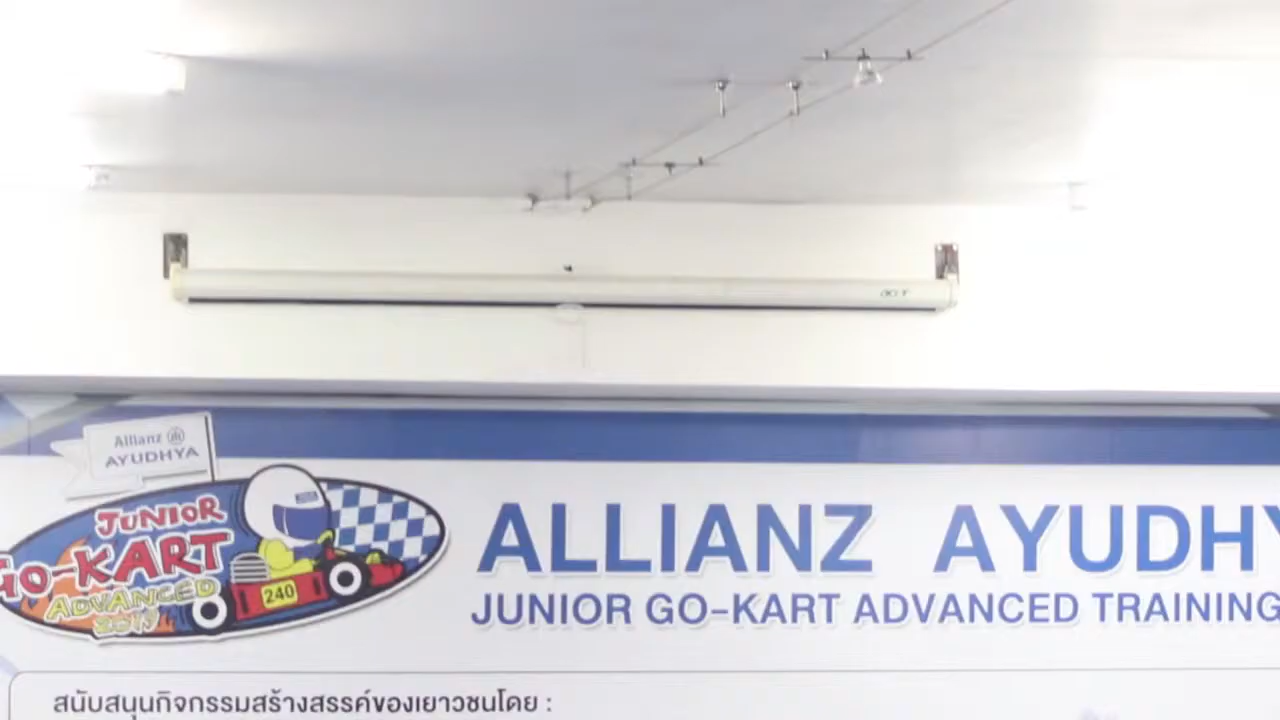 acer
Allianz
AYUDHYA
JUNIOR
GO-KART
ADVANCED
2019
240
ALLIANZ AYUDHY
JUNIOR GO-KART ADVANCED TRAINING
สนับสนุนกิจกรรมสร้างสรรค์ของเยาวชนโดย :